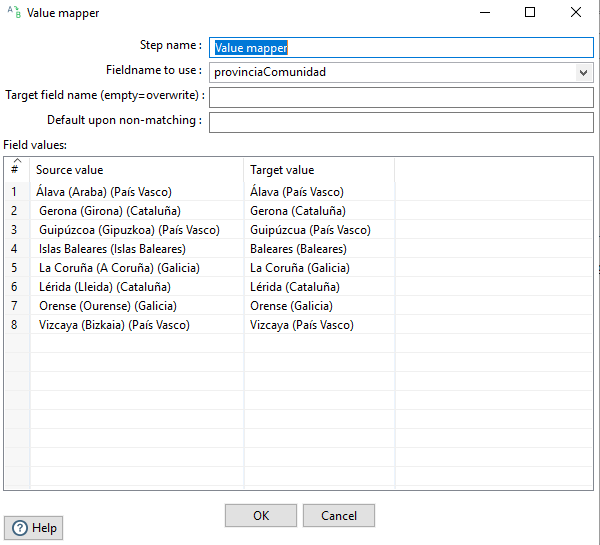 Value mapper
Step name : Value mapper
Fieldname to use : provinciaComunidad
Target field name (empty=overwrite) :
Default upon non-matching :
Field values:
# Source value Target value
1 Álava (Araba) (País Vasco) Álava (País Vasco)
2 Gerona (Girona) (Cataluña) Gerona (Cataluña)
3 Guipúzcoa (Gipuzkoa) (País Vasco) Guipúzcua (País Vasco)
4 Islas Baleares (Islas Baleares) Baleares (Baleares)
5 La Coruña (A Coruña) (Galicia) La Coruña (Galicia)
6 Lérida (Lleida) (Cataluña) Lérida (Cataluña)
7 Orense (Ourense) (Galicia) Orense (Galicia)
8 Vizcaya (Bizkaia) (País Vasco) Vizcaya (País Vasco)
OK Cancel
? Help